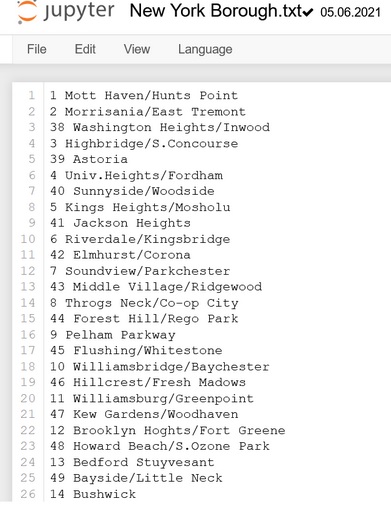 jupyter New York Borough.txt✔ 05.06.2021
File Edit View Language
1 1 Mott Haven/Hunts Point
2 2 Morrisania/East Tremont
3 38 Washington Heights/Inwood
4 3 Highbridge/S.Concourse
5 39 Astoria
6 4 Univ.Heights/Fordham
7 40 Sunnyside/Woodside
8 5 Kings Heights/Mosholu
9 41 Jackson Heights
10 6 Riverdale/Kingsbridge
11 42 Elmhurst/Corona
12 7 Soundview/Parkchester
13 43 Middle Village/Ridgewood
14 8 Throgs Neck/Co-op City
15 44 Forest Hill/Rego Park
16 9 Pelham Parkway
17 45 Flushing/Whitestone
18 10 Williamsbridge/Baychester
19 46 Hillcrest/Fresh Madows
20 11 Williamsburg/Greenpoint
21 47 Kew Gardens/Woodhaven
22 12 Brooklyn Hoghts/Fort Greene
23 48 Howard Beach/S.Ozone Park
24 13 Bedford Stuyvesant
25 49 Bayside/Little Neck
26 14 Bushwick